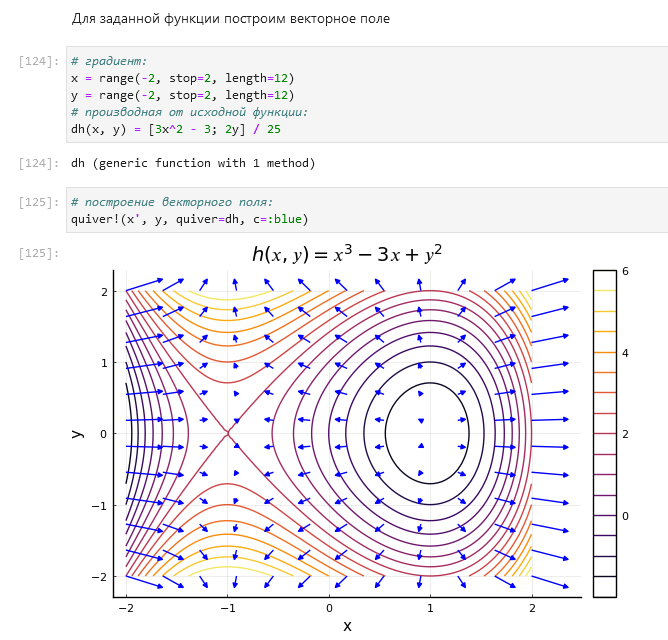 Для заданной функции построим векторное поле
[124]: # градиент:
x = range(-2, stop=2, length=12)
y = range(-2, stop=2, length=12)
# производная от исходной функции:
dh(x, y) = [3x^2 - 3; 2y] / 25
[124]: dh (generic function with 1 method)
[125]: # построение векторного поля:
quiver!(x', y, quiver=dh, c=:blue)
[125]:
h(x, y) = x³ − 3x + y²
2
1
0
−1
−2
y
−2 −1 0 1 2
x
6
4
2
0